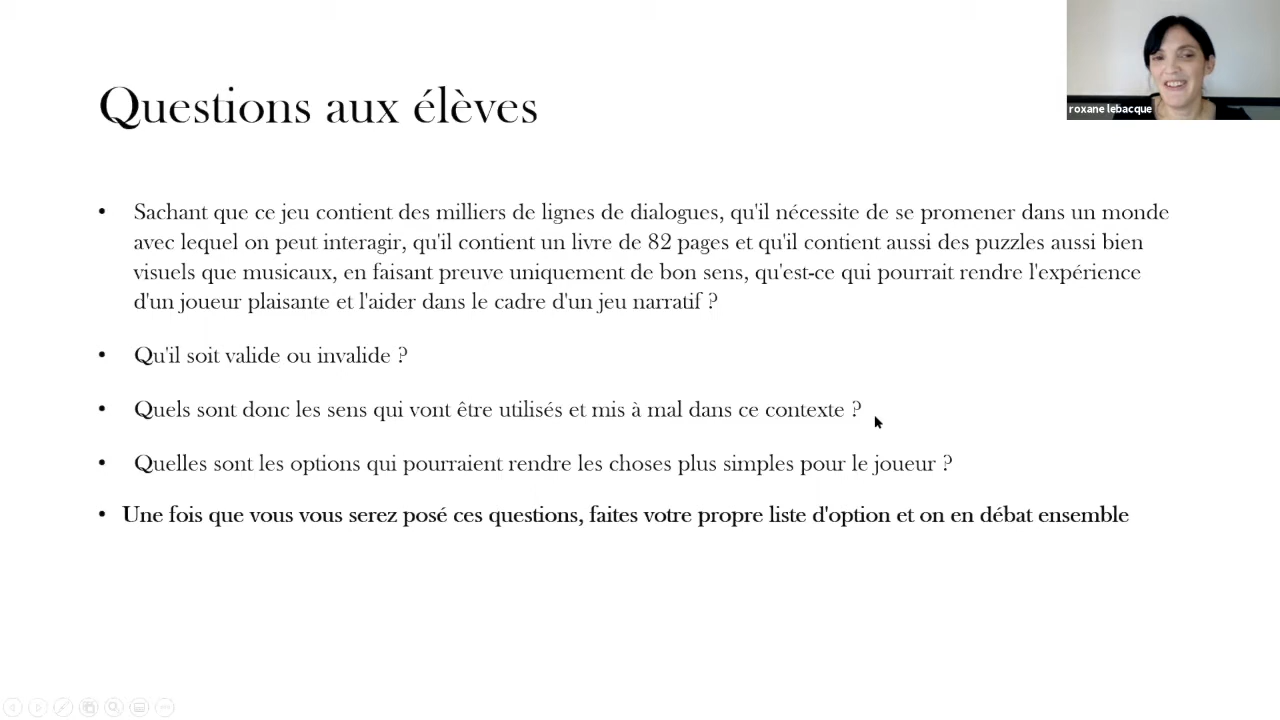 Questions aux élèves
roxane lebacque
• Sachant que ce jeu contient des milliers de lignes de dialogues, qu'il nécessite de se promener dans un monde
avec lequel on peut interagir, qu'il contient un livre de 82 pages et qu'il contient aussi des puzzles aussi bien
visuels que musicaux, en faisant preuve uniquement de bon sens, qu'est-ce qui pourrait rendre l'expérience
d'un joueur plaisante et l'aider dans le cadre d'un jeu narratif ?
• Qu'il soit valide ou invalide ?
• Quels sont donc les sens qui vont être utilisés et mis à mal dans ce contexte ?
• Quelles sont les options qui pourraient rendre les choses plus simples pour le joueur ?
• Une fois que vous vous serez posé ces questions, faites votre propre liste d'option et on en débat ensemble